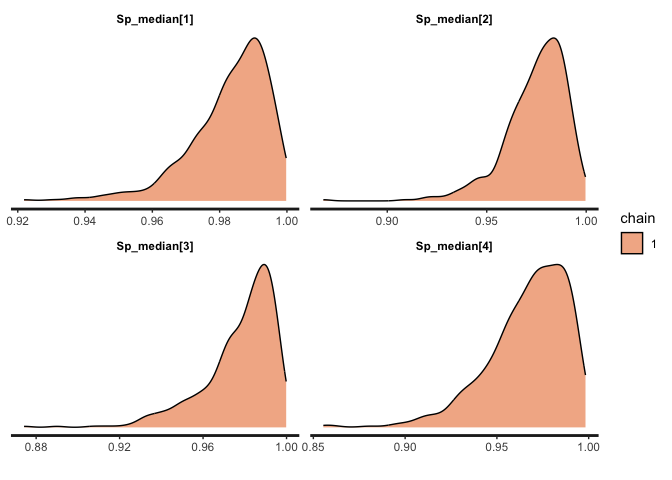 Sp_median[1] Sp_median[2]
0.92 0.94 0.96 0.98 1.00 0.90 0.95 1.00
chain
1
Sp_median[3] Sp_median[4]
0.88 0.92 0.96 1.00 0.85 0.90 0.95 1.00